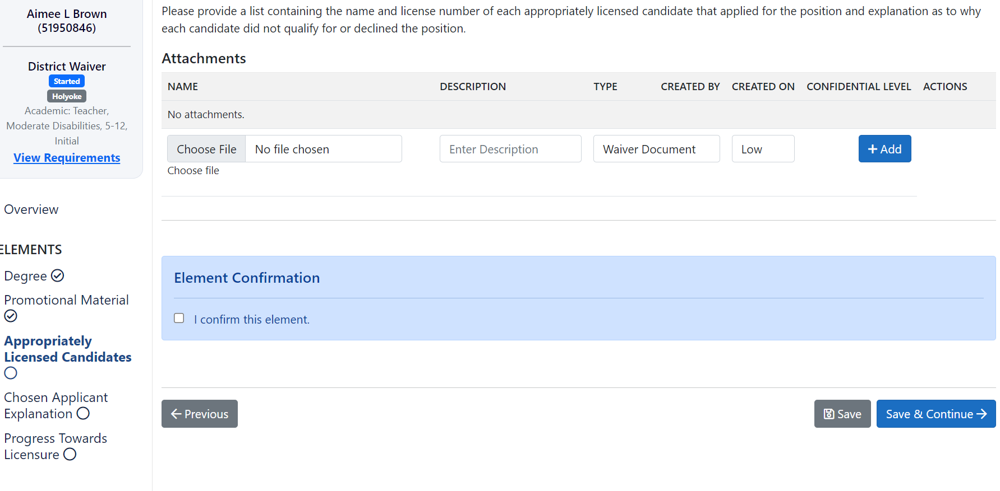 Aimee L Brown
(51950846)
District Waiver
Started
Holyoke
Academic: Teacher,
Moderate Disabilities, 5-12,
Initial
View Requirements
Overview
ELEMENTS
Degree
Promotional Material
Appropriately
Licensed Candidates
Chosen Applicant
Explanation
Progress Towards
Licensure
Please provide a list containing the name and license number of each appropriately licensed candidate that applied for the position and explanation as to why
each candidate did not qualify for or declined the position.
Attachments
NAME DESCRIPTION TYPE CREATED BY CREATED ON CONFIDENTIAL LEVEL ACTIONS
No attachments.
Choose File No file chosen Enter Description Waiver Document Low + Add
Choose file
Element Confirmation
I confirm this element.
← Previous Save Save & Continue →